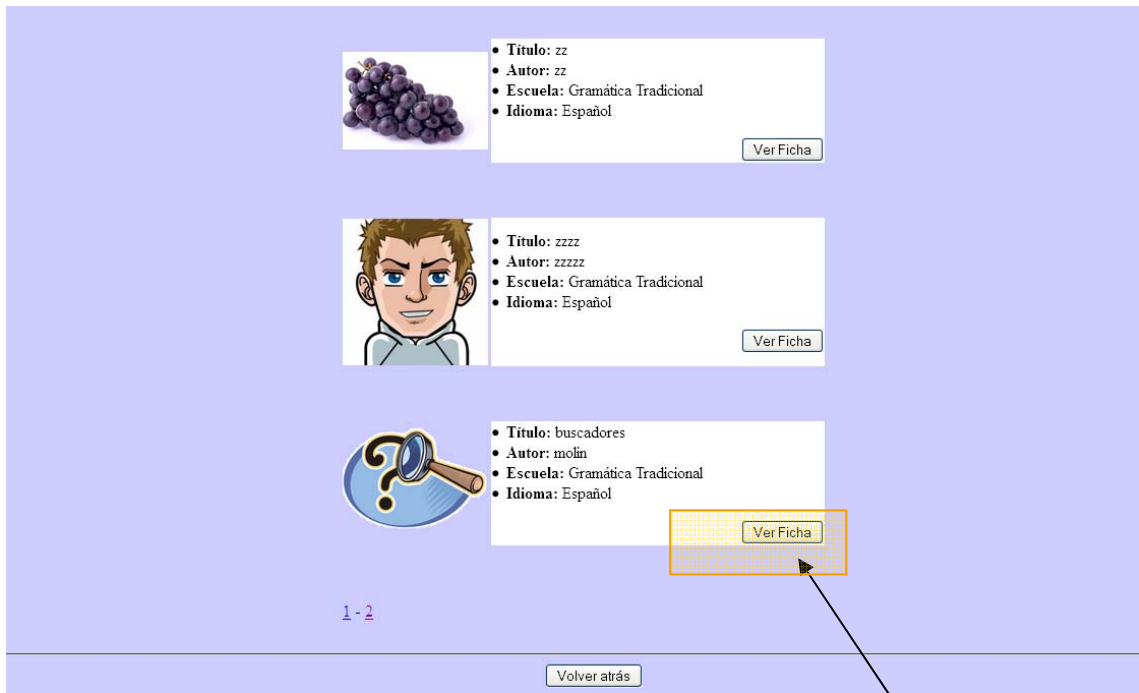 • Título: zz
• Autor: zz
• Escuela: Gramática Tradicional
• Idioma: Español
Ver Ficha
• Título: zzzz
• Autor: zzzzz
• Escuela: Gramática Tradicional
• Idioma: Español
Ver Ficha
• Título: buscadores
• Autor: molin
• Escuela: Gramática Tradicional
• Idioma: Español
Ver Ficha
1 - 2
Volver atrás